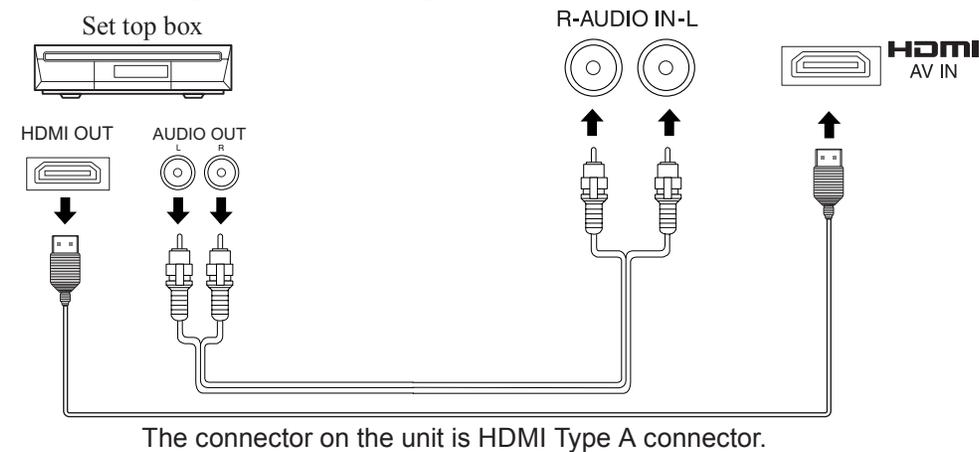 Set top box
R-AUDIO IN-L
HDMI
AV IN
HDMI OUT
AUDIO OUT
L R
The connector on the unit is HDMI Type A connector.